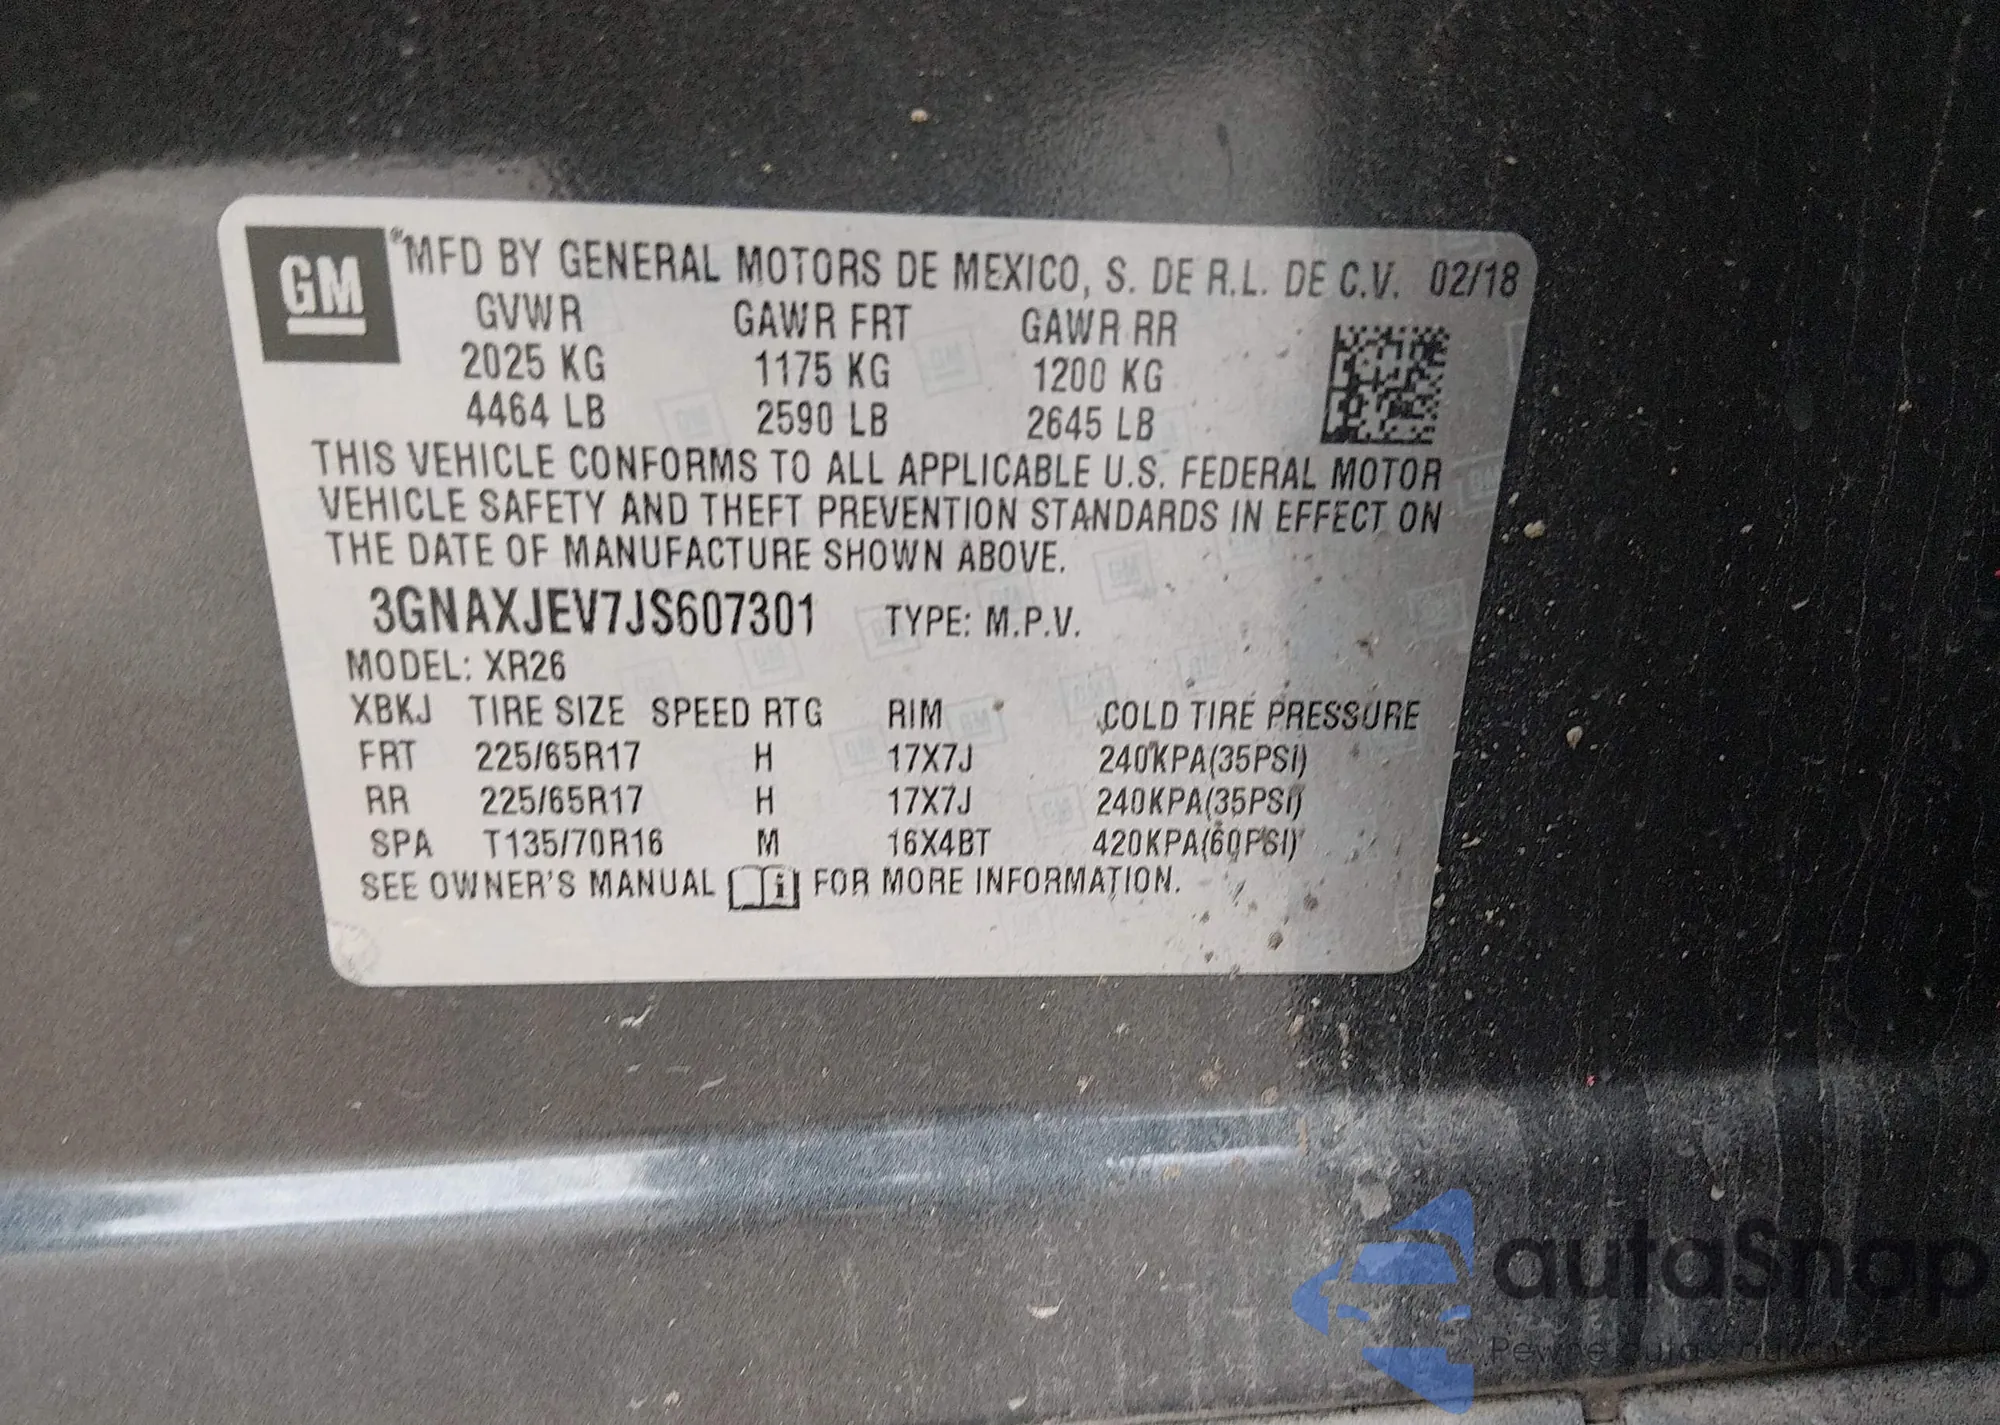 GM
MFD BY GENERAL MOTORS DE MEXICO, S. DE R.L. DE C.V. 02/18
GVWR GAWR FRT GAWR RR
2025 KG 1175 KG 1200 KG
4464 LB 2590 LB 2645 LB
THIS VEHICLE CONFORMS TO ALL APPLICABLE U.S. FEDERAL MOTOR
VEHICLE SAFETY AND THEFT PREVENTION STANDARDS IN EFFECT ON
THE DATE OF MANUFACTURE SHOWN ABOVE.
3GNAXJEV7JS607301 TYPE: M.P.V.
MODEL: XR26
XBKJ TIRE SIZE SPEED RTG RIM COLD TIRE PRESSURE
FRT 225/65R17 H 17X7J 240KPA(35PSI)
RR 225/65R17 H 17X7J 240KPA(35PSI)
SPA T135/70R16 M 16X4BT 420KPA(60PSI)
SEE OWNER'S MANUAL FOR MORE INFORMATION.
autaSnap
Pewne auta z